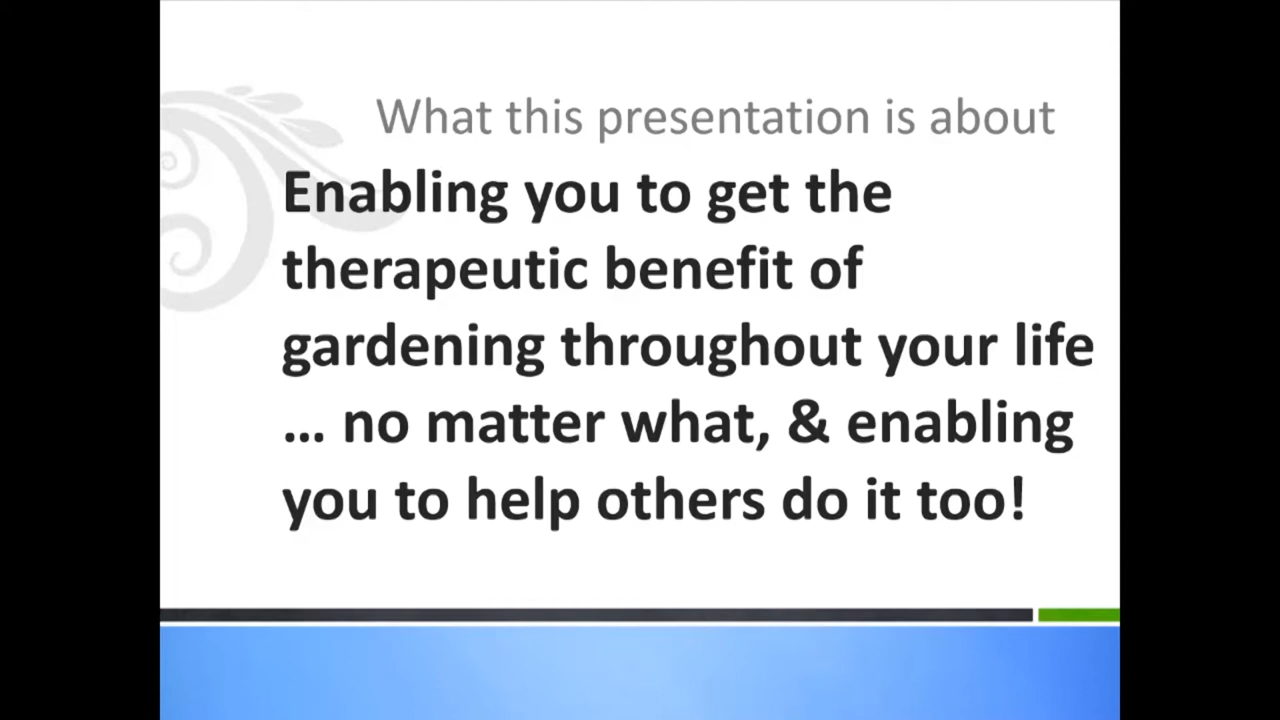 What this presentation is about
Enabling you to get the
therapeutic benefit of
gardening throughout your life
... no matter what, & enabling
you to help others do it too!